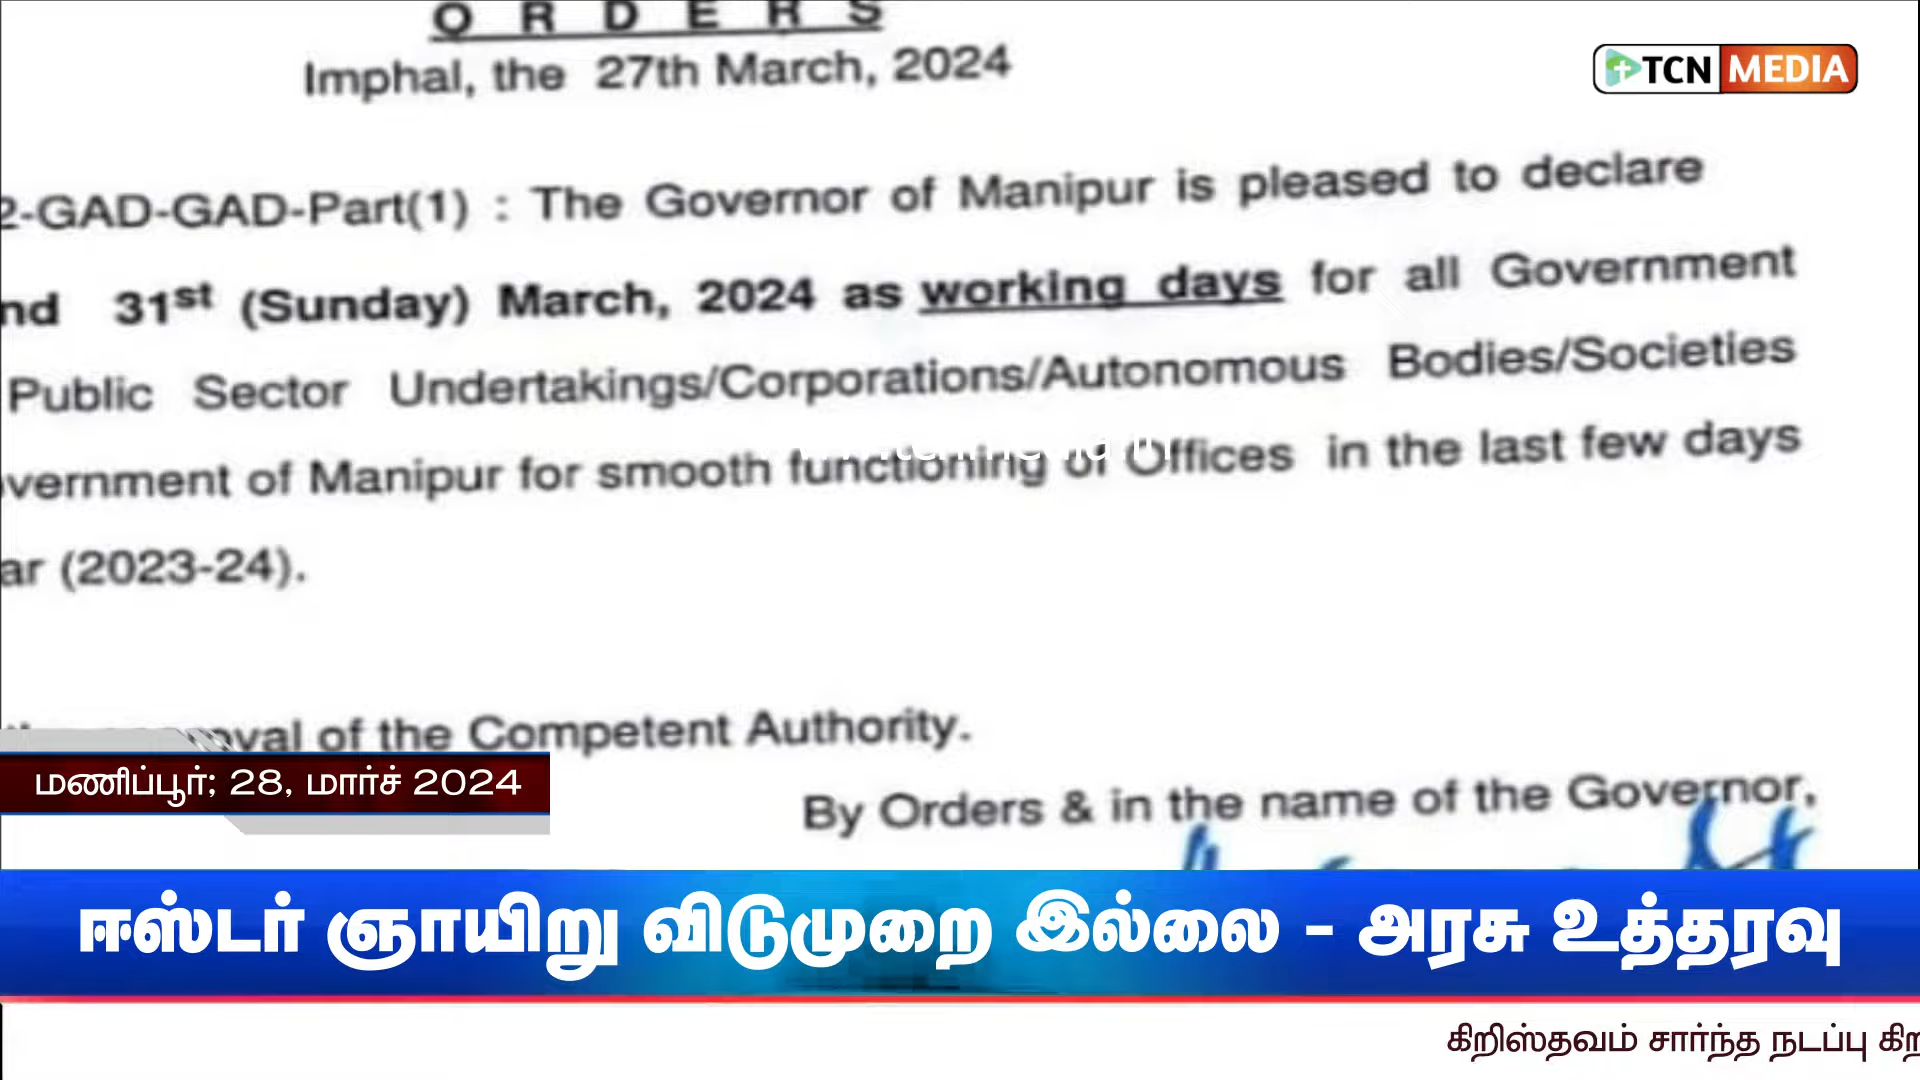 ORDERS
Imphal, the 27th March, 2024
TCN MEDIA
2-GAD-GAD-Part(1) : The Governor of Manipur is pleased to declare
nd 31st (Sunday) March, 2024 as working days for all Government
Public Sector Undertakings/Corporations/Autonomous Bodies/Societies
vernment of Manipur for smooth functioning of Offices in the last few days
ar (2023-24).
oval of the Competent Authority.
மணிப்பூர்; 28, மார்ச் 2024
By Orders & in the name of the Governor,
ஈஸ்டர் ஞாயிறு விடுமுறை இல்லை - அரசு உத்தரவு
கிறிஸ்தவம் சார்ந்த நடப்பு கிற